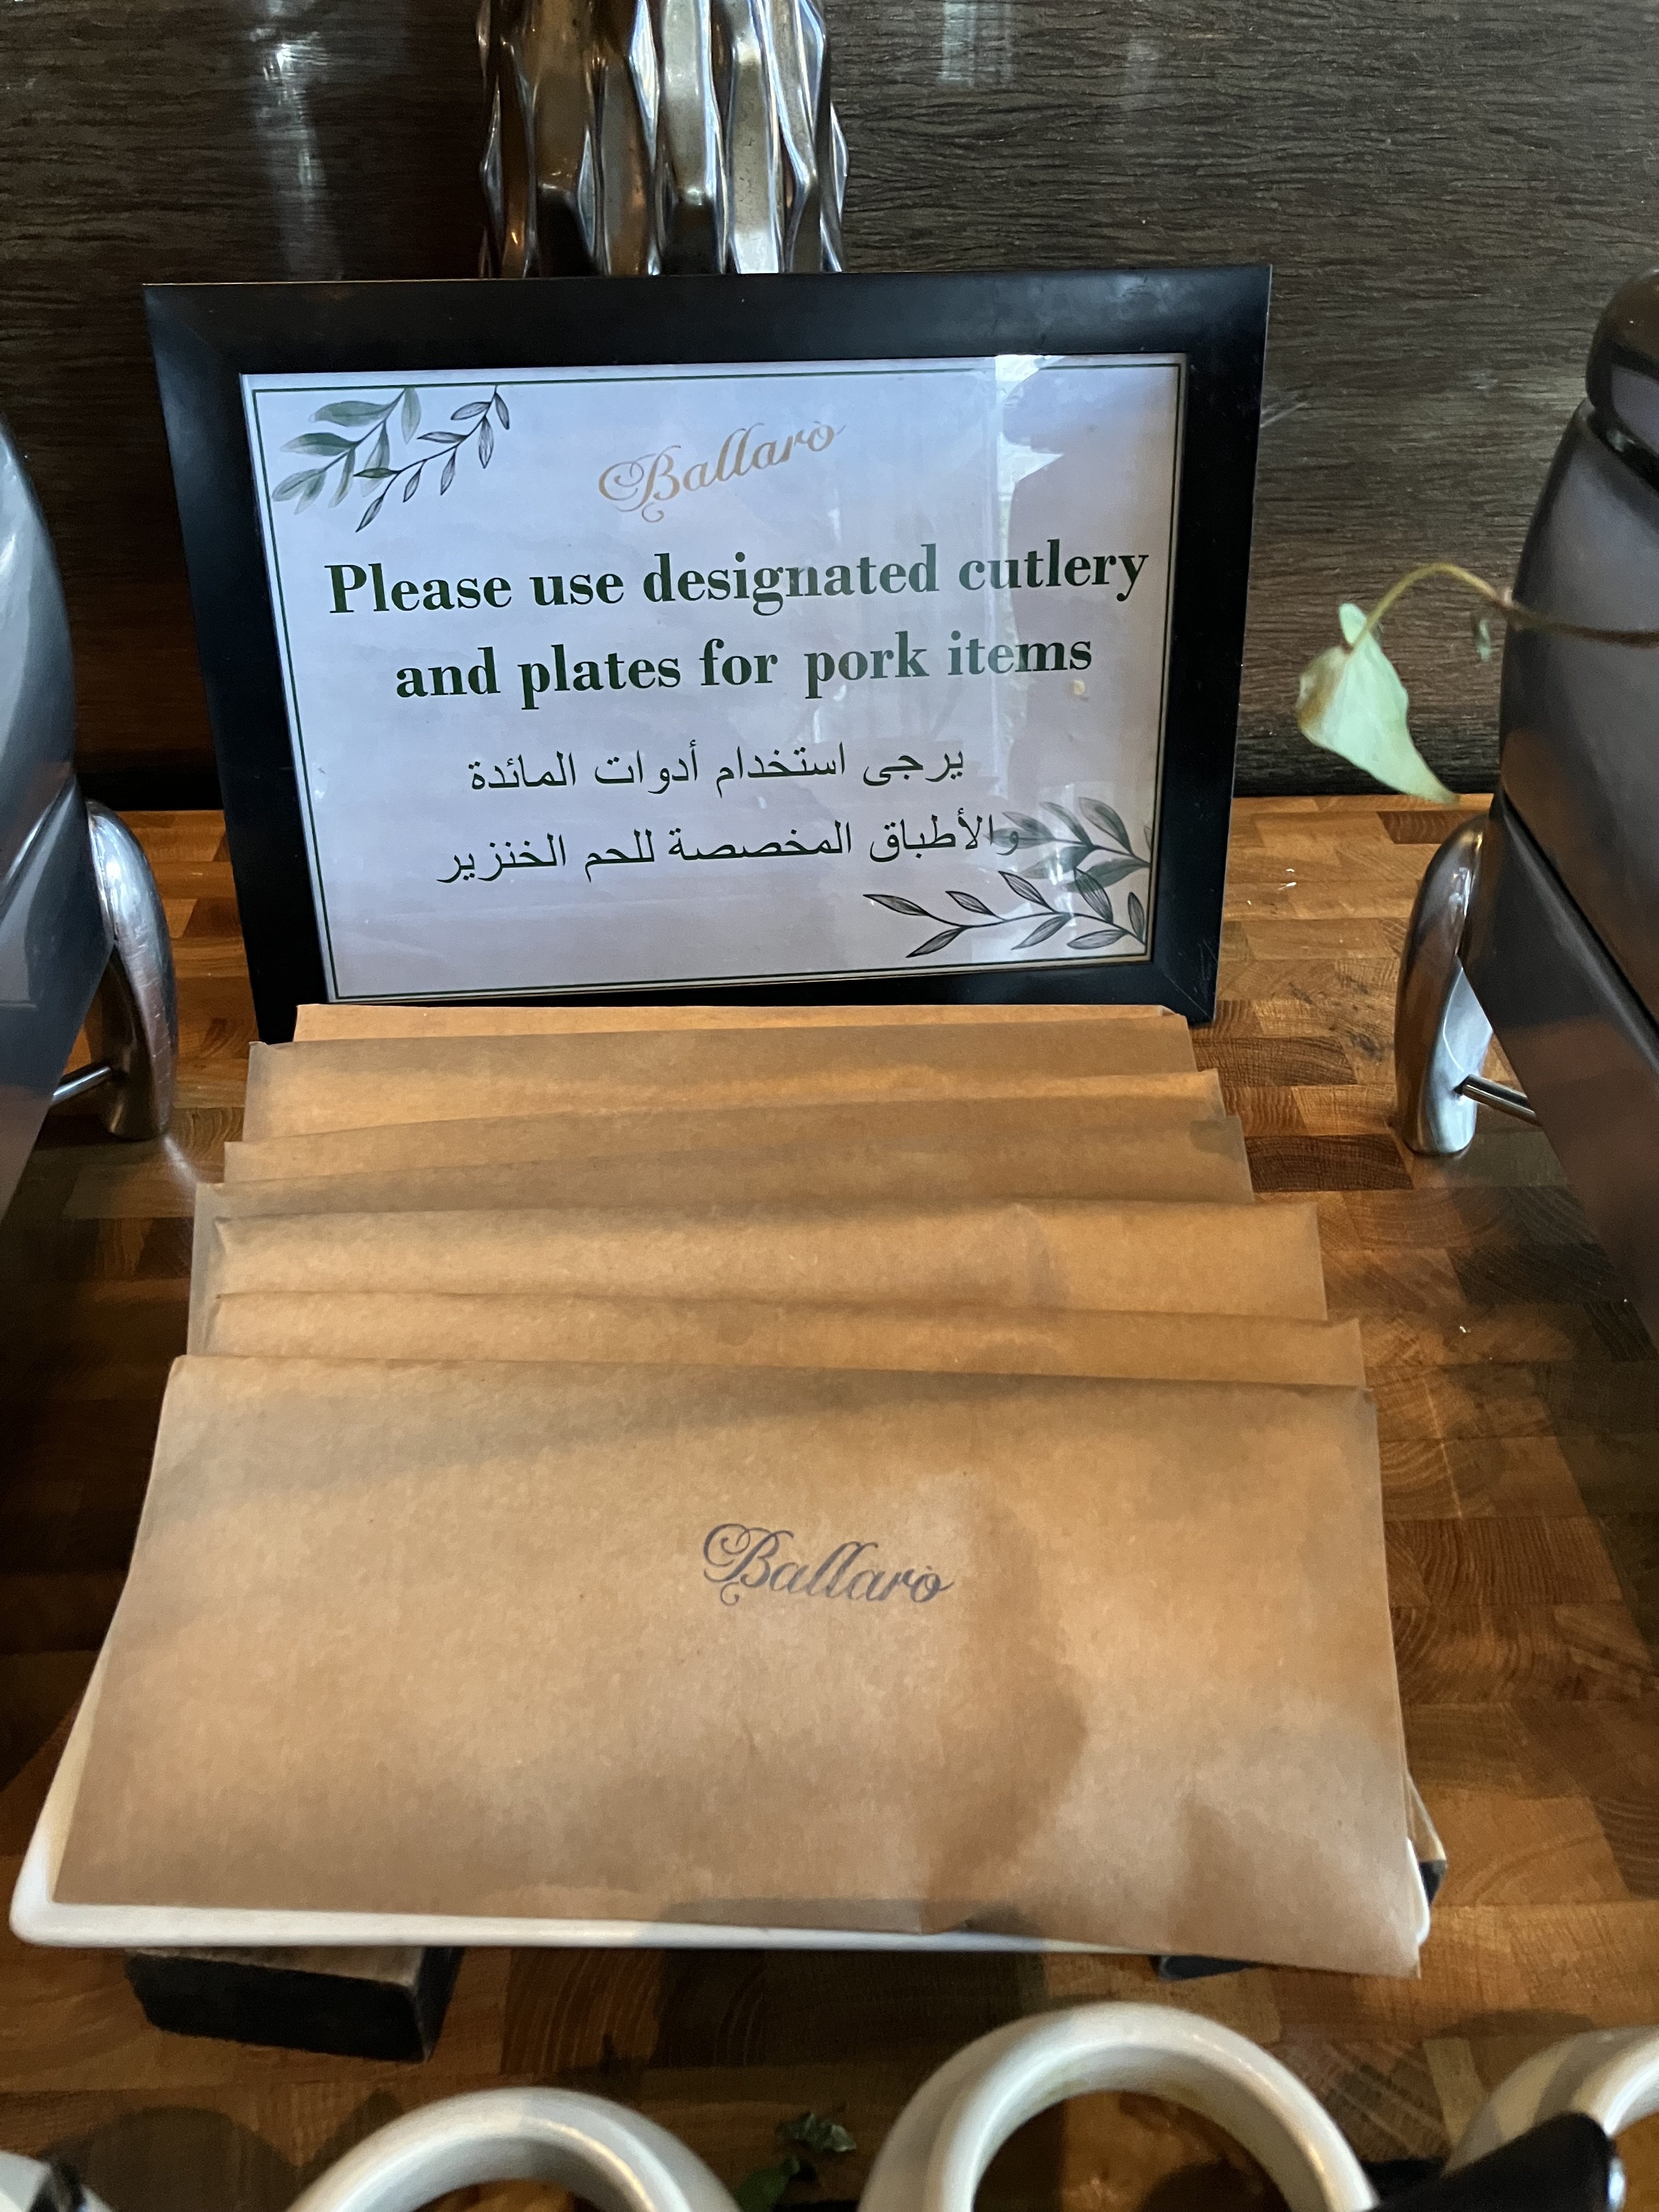 Ballarò
Please use designated cutlery
and plates for pork items
يرجى استخدام أدوات المائدة
والأطباق المخصصة للحم الخنزير
Ballarò